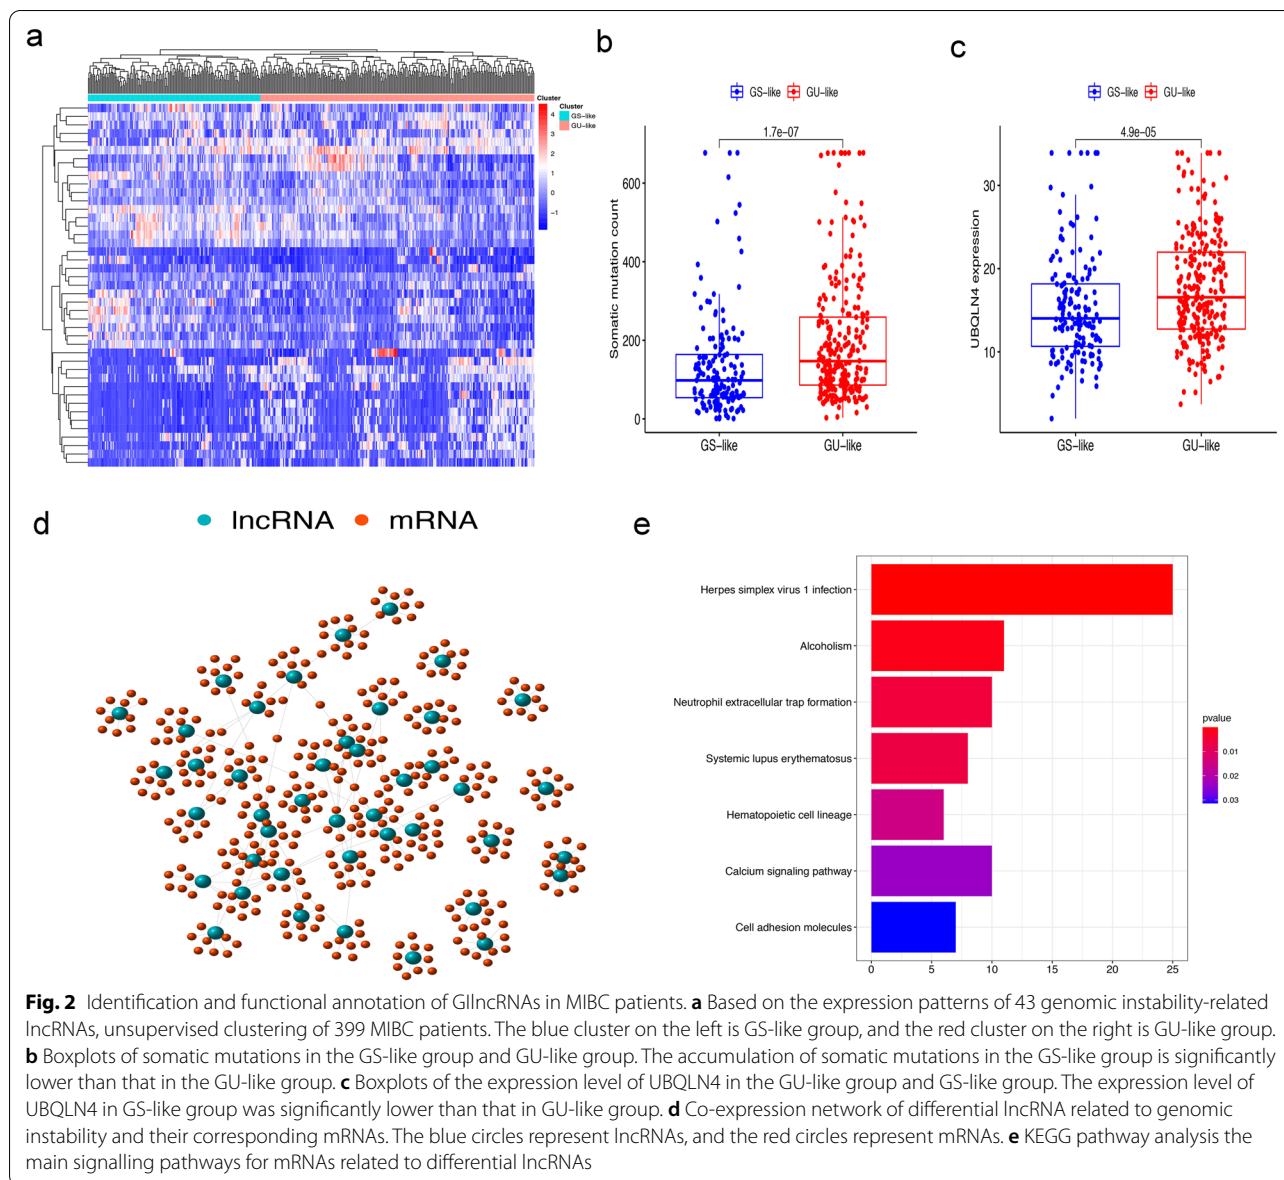 a
Cluster
Cluster
GS-like
GU-like
4
3
2
1
0
−1
b
GS−like GU−like
1.7e−07
Somatic mutation count
600
400
200
0
GS−like GU−like
c
GS−like GU−like
4.9e−05
UBQLN4 expression
30
20
10
GS−like GU−like
d
lncRNA mRNA
e
Herpes simplex virus 1 infection
Alcoholism
Neutrophil extracellular trap formation
Systemic lupus erythematosus
Hematopoietic cell lineage
Calcium signaling pathway
Cell adhesion molecules
0 5 10 15 20 25
pvalue
0.01
0.02
0.03
Fig. 2 Identification and functional annotation of GIlncRNAs in MIBC patients. a Based on the expression patterns of 43 genomic instability-related
lncRNAs, unsupervised clustering of 399 MIBC patients. The blue cluster on the left is GS-like group, and the red cluster on the right is GU-like group.
b Boxplots of somatic mutations in the GS-like group and GU-like group. The accumulation of somatic mutations in the GS-like group is significantly
lower than that in the GU-like group. c Boxplots of the expression level of UBQLN4 in the GU-like group and GS-like group. The expression level of
UBQLN4 in GS-like group was significantly lower than that in GU-like group. d Co-expression network of differential lncRNA related to genomic
instability and their corresponding mRNAs. The blue circles represent lncRNAs, and the red circles represent mRNAs. e KEGG pathway analysis the
main signalling pathways for mRNAs related to differential lncRNAs